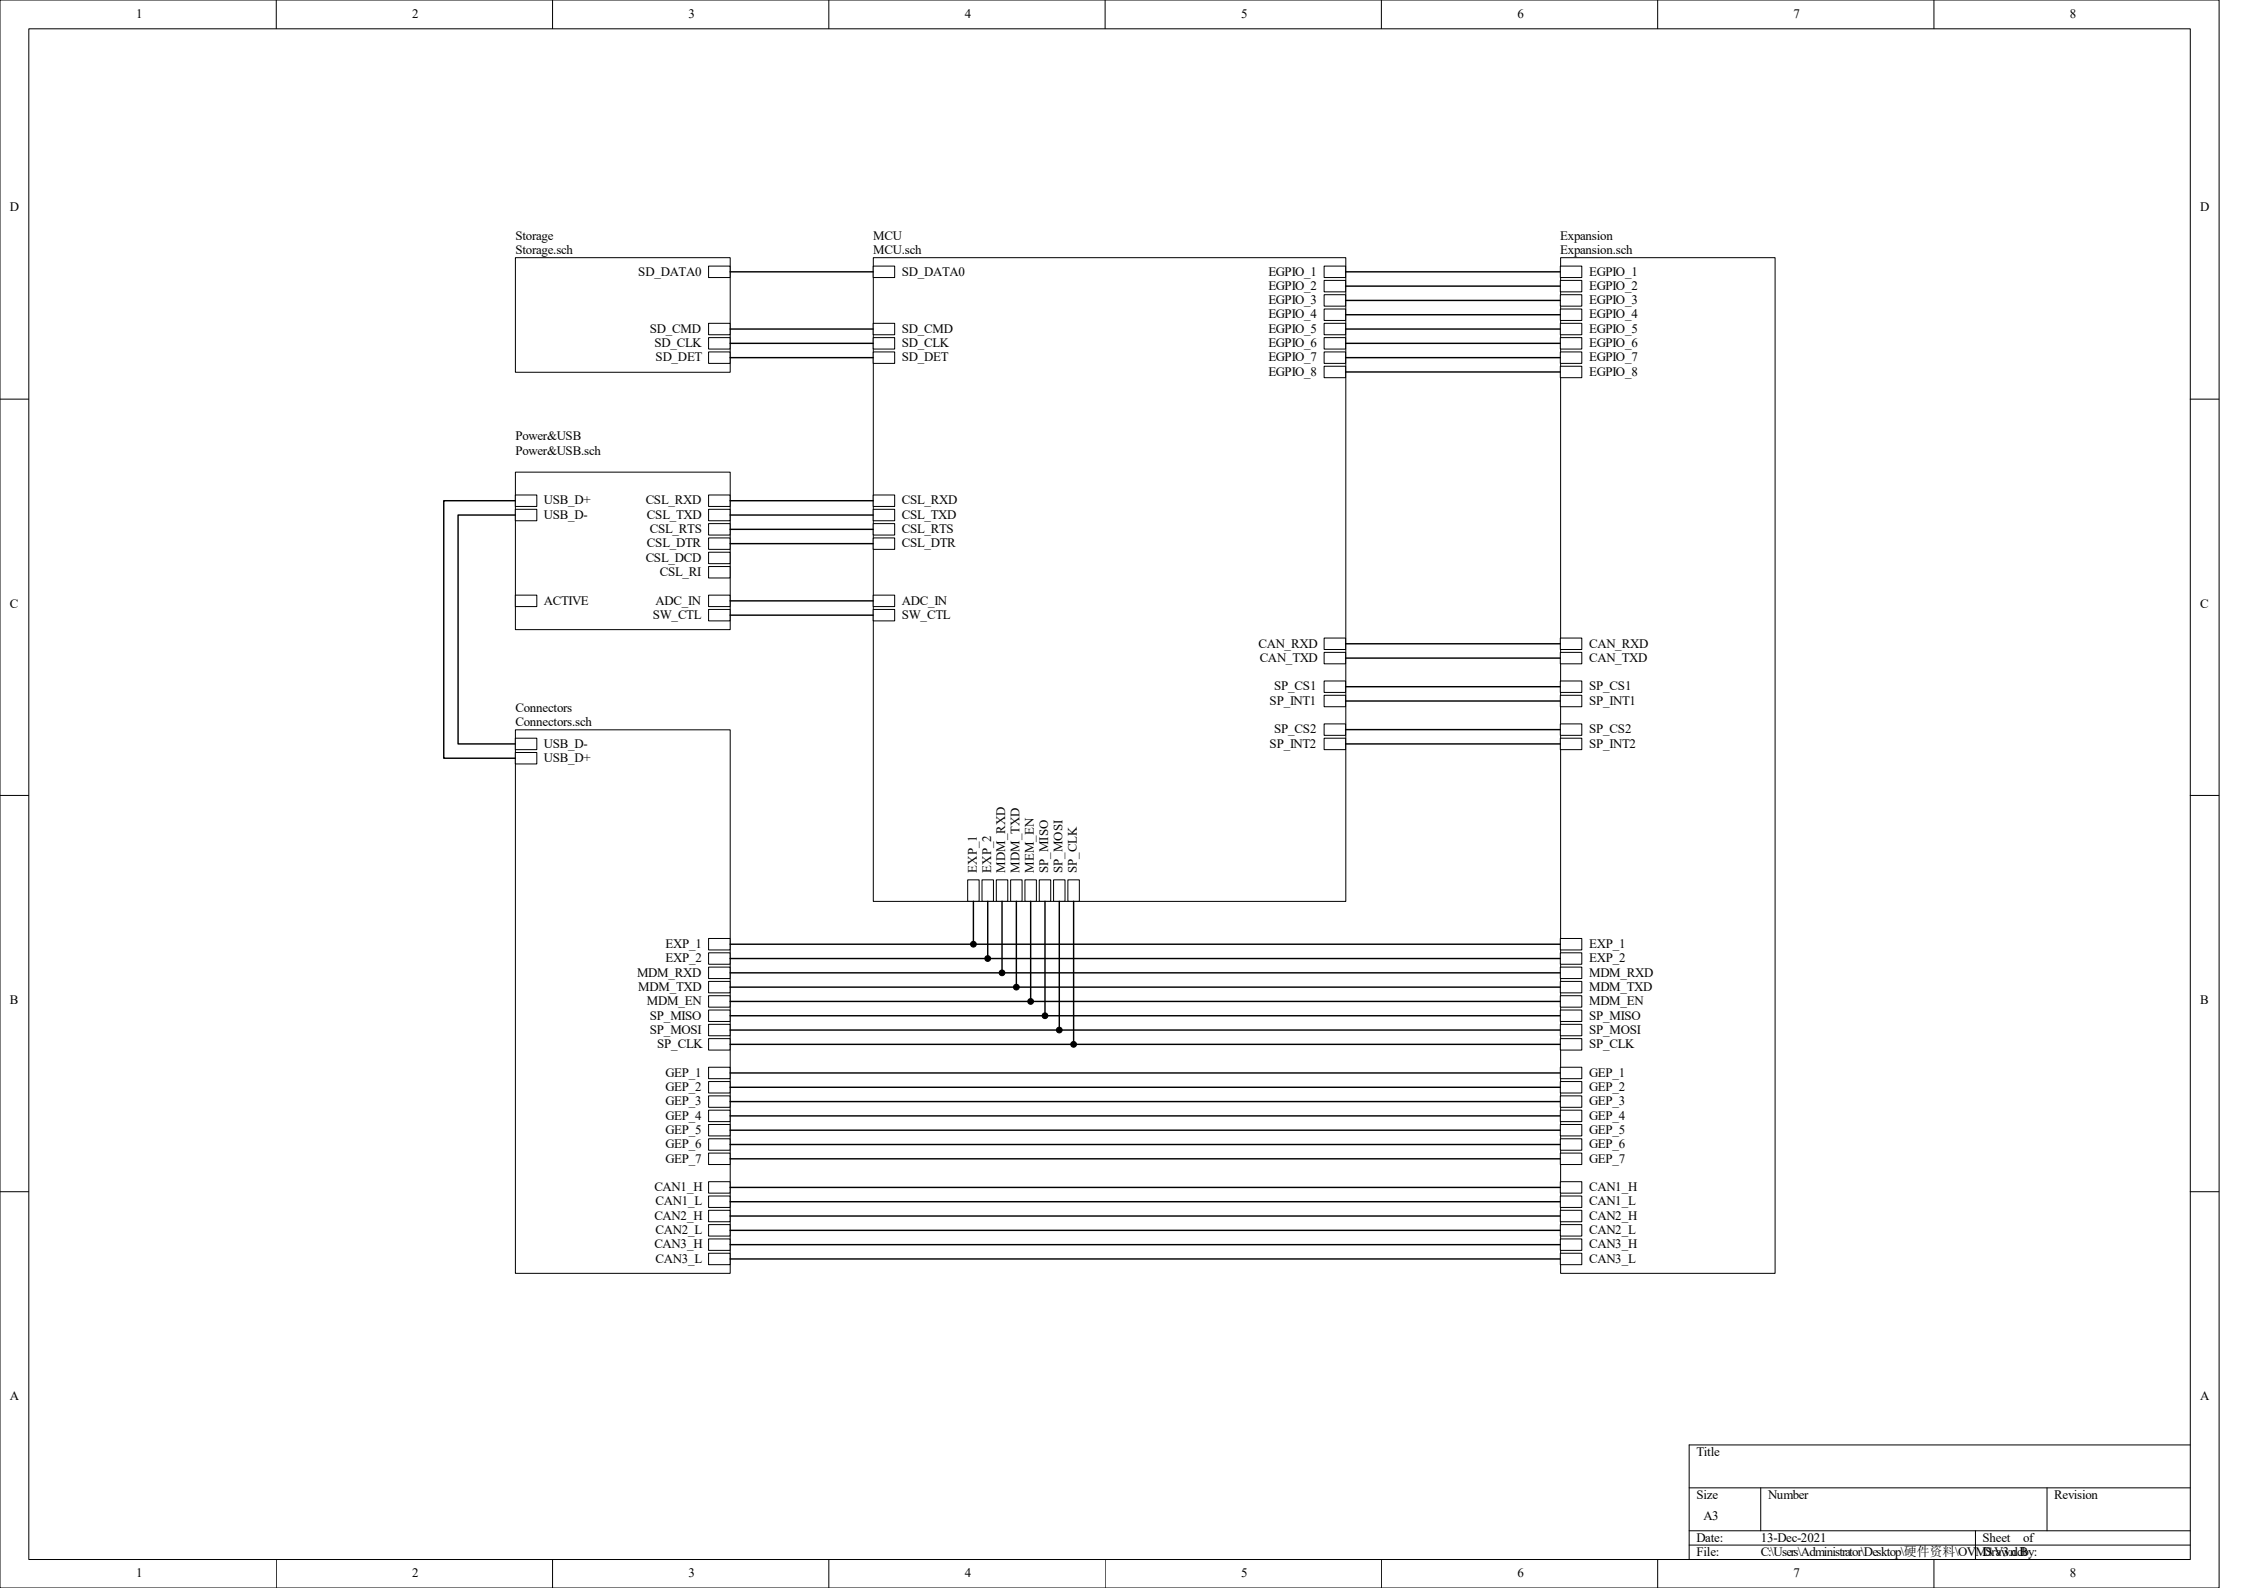 1 2 3 4 5 6 7 8
D D
C C
B B
A A
Storage
Storage.sch
SD_DATA0
SD_CMD
SD_CLK
SD_DET
MCU
MCU.sch
SD_DATA0
SD_CMD
SD_CLK
SD_DET
CSL_RXD
CSL_TXD
CSL_RTS
CSL_DTR
ADC_IN
SW_CTL
EGPIO_1
EGPIO_2
EGPIO_3
EGPIO_4
EGPIO_5
EGPIO_6
EGPIO_7
EGPIO_8
CAN_RXD
CAN_TXD
SP_CS1
SP_INT1
SP_CS2
SP_INT2
EXP_1
EXP_2
MDM_RXD
MDM_TXD
MEM_EN
SP_MISO
SP_MOSI
SP_CLK
Expansion
Expansion.sch
EGPIO_1
EGPIO_2
EGPIO_3
EGPIO_4
EGPIO_5
EGPIO_6
EGPIO_7
EGPIO_8
CAN_RXD
CAN_TXD
SP_CS1
SP_INT1
SP_CS2
SP_INT2
EXP_1
EXP_2
MDM_RXD
MDM_TXD
MDM_EN
SP_MISO
SP_MOSI
SP_CLK
GEP_1
GEP_2
GEP_3
GEP_4
GEP_5
GEP_6
GEP_7
CAN1_H
CAN1_L
CAN2_H
CAN2_L
CAN3_H
CAN3_L
Power&USB
Power&USB.sch
USB_D+ CSL_RXD
USB_D- CSL_TXD
CSL_RTS
CSL_DTR
CSL_DCD
CSL_RI
ACTIVE ADC_IN
SW_CTL
Connectors
Connectors.sch
USB_D-
USB_D+
EXP_1
EXP_2
MDM_RXD
MDM_TXD
MDM_EN
SP_MISO
SP_MOSI
SP_CLK
GEP_1
GEP_2
GEP_3
GEP_4
GEP_5
GEP_6
GEP_7
CAN1_H
CAN1_L
CAN2_H
CAN2_L
CAN3_H
CAN3_L
Title
Size Number Revision
A3
Date: 13-Dec-2021 Sheet of
File: C:\Users\Administrator\Desktop\硬件资料\
1 2 3 4 5 6 7 8